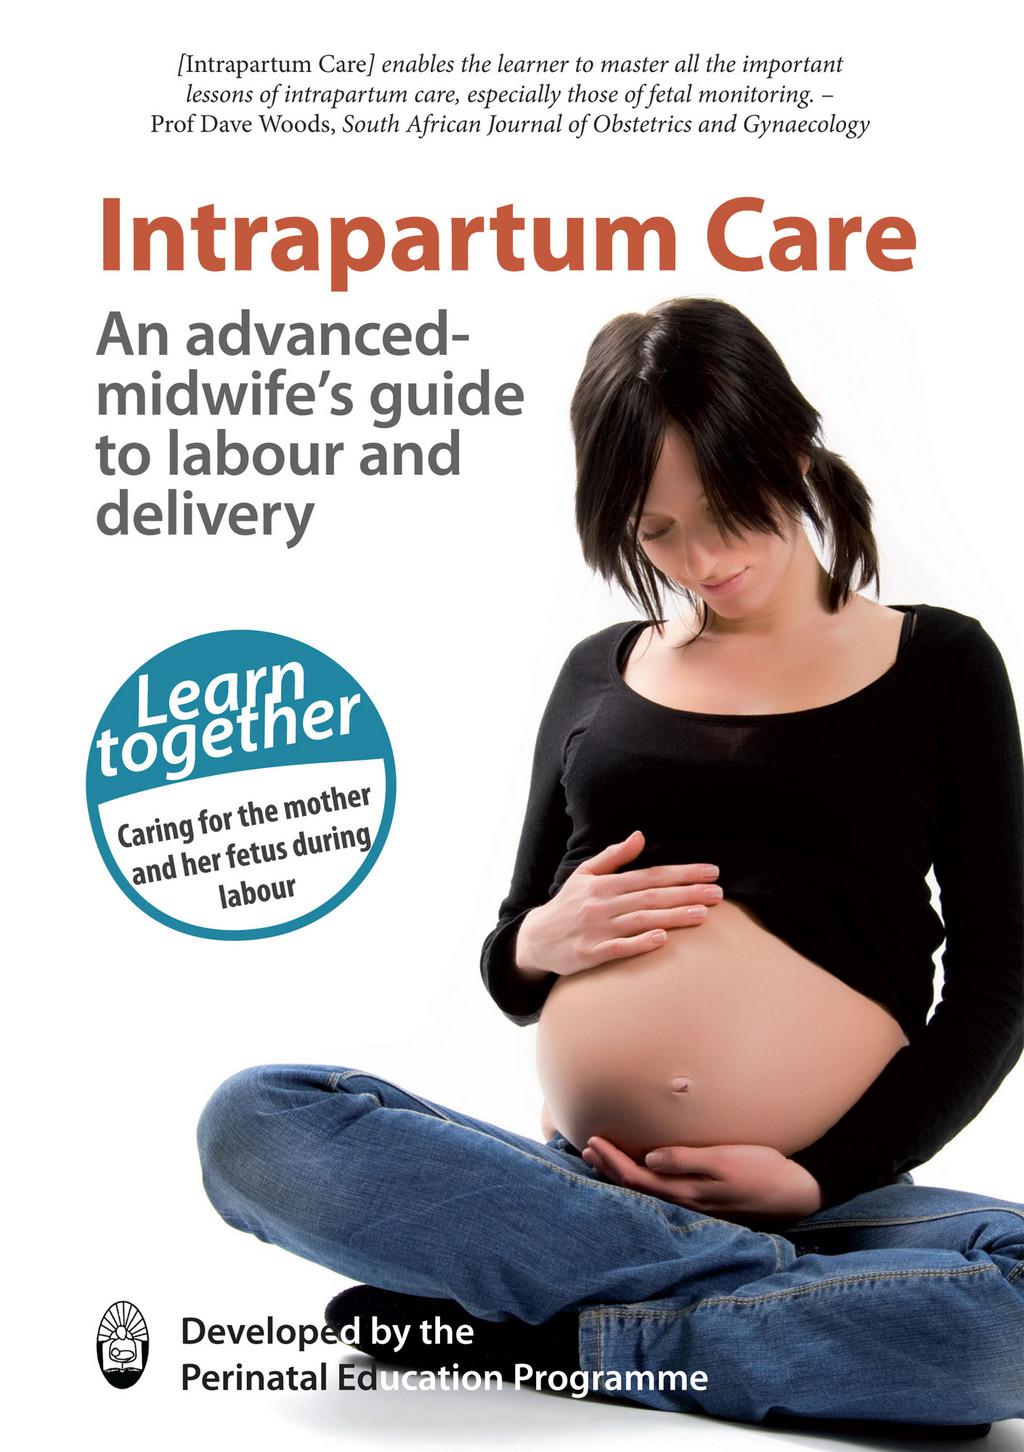 [Intrapartum Care] enables the learner to master all the important
lessons of intrapartum care, especially those of fetal monitoring. –
Prof Dave Woods, South African Journal of Obstetrics and Gynaecology
Intrapartum Care
An advanced-
midwife's guide
to labour and
delivery
Learn
together
Caring for the mother
and her fetus during
labour
Developed by the
Perinatal Education Programme